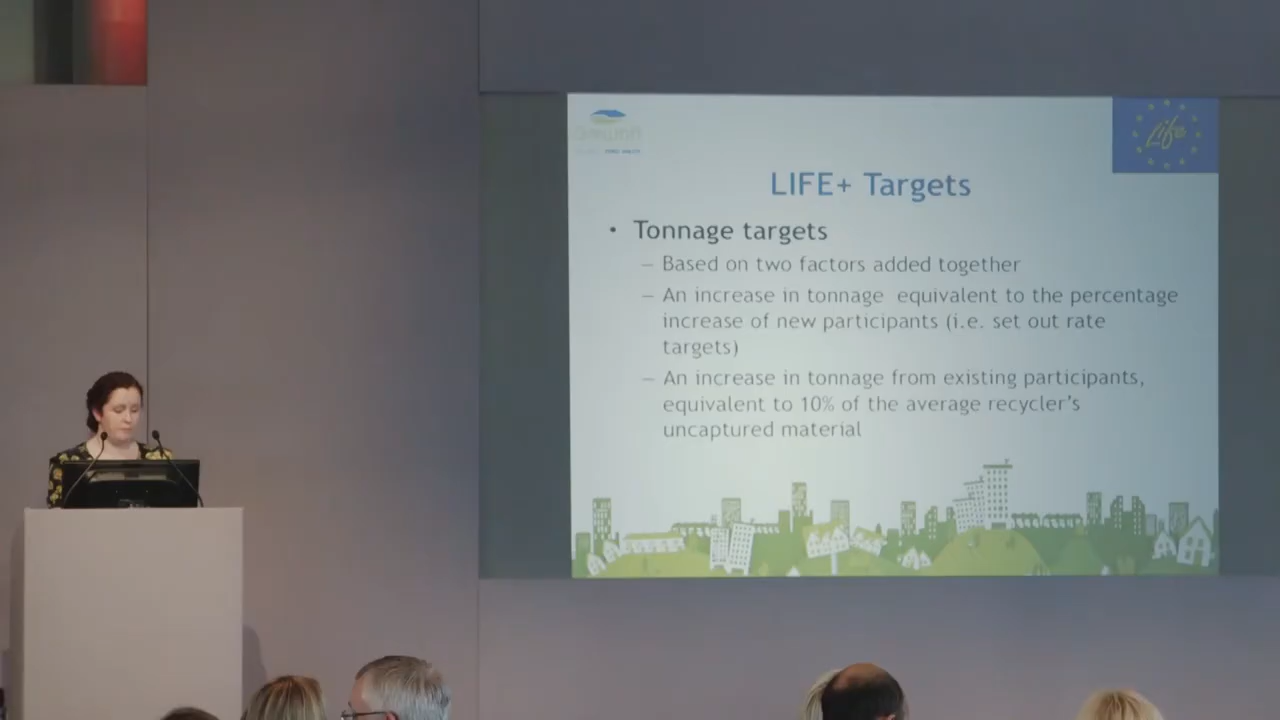 Life
LIFE+ Targets
• Tonnage targets
– Based on two factors added together
– An increase in tonnage equivalent to the percentage
increase of new participants (i.e. set out rate
targets)
– An increase in tonnage from existing participants,
equivalent to 10% of the average recycler's
uncaptured material